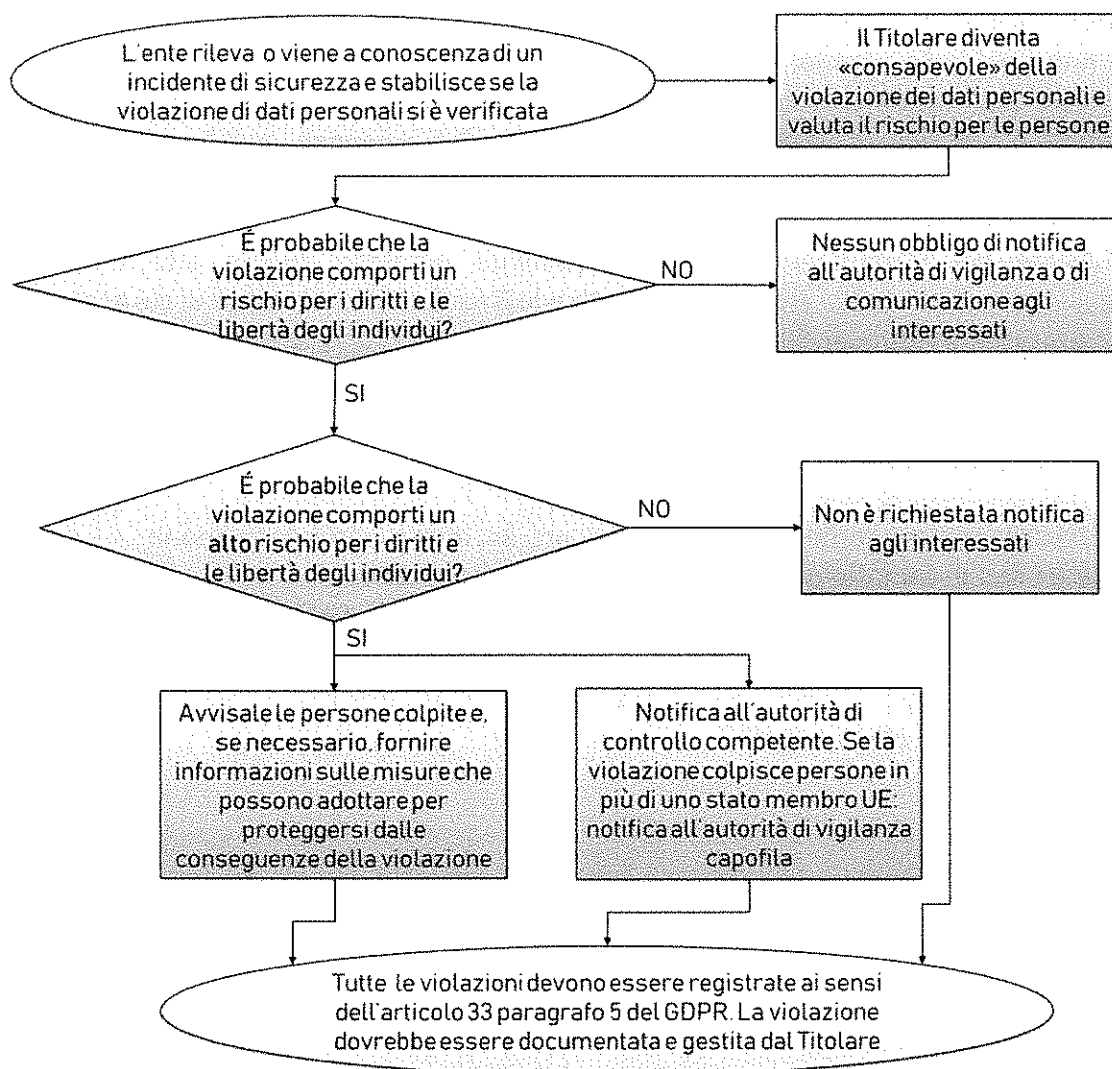 L'ente rileva o viene a conoscenza di un
incidente di sicurezza e stabilisce se la
violazione di dati personali si è verificata
Il Titolare diventa
«consapevole» della
violazione dei dati personali e
valuta il rischio per le persone
É probabile che la
violazione comporti un
rischio per i diritti e le
libertà degli individui?
NO
Nessun obbligo di notifica
all'autorità di vigilanza o di
comunicazione agli
interessati
SI
É probabile che la
violazione comporti un
alto rischio per i diritti e
le libertà degli individui?
NO
Non è richiesta la notifica
agli interessati
SI
Avvisale le persone colpite e,
se necessario, fornire
informazioni sulle misure che
possono adottare per
proteggersi dalle
conseguenze della violazione
Notifica all'autorità di
controllo competente. Se la
violazione colpisce persone in
più di uno stato membro UE:
notifica all'autorità di vigilanza
capofila
Tutte le violazioni devono essere registrate ai sensi
dell'articolo 33 paragrafo 5 del GDPR. La violazione
dovrebbe essere documentata e gestita dal Titolare